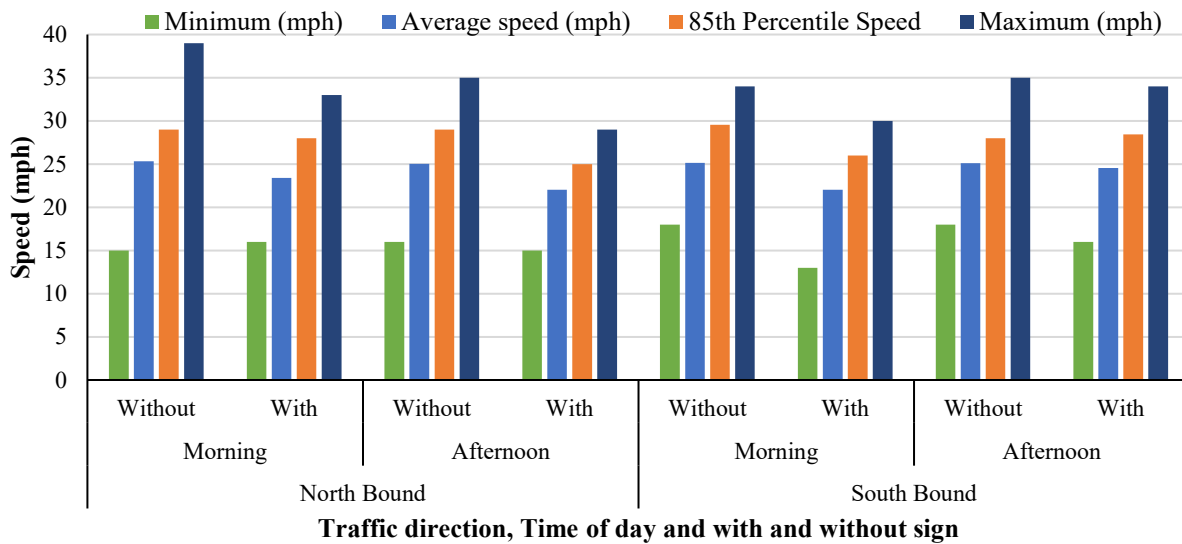 Minimum (mph) Average speed (mph) 85th Percentile Speed Maximum (mph)
40
35
30
25
20
15
10
5
0
Speed (mph)
Without With Without With Without With Without With
Morning Afternoon Morning Afternoon
North Bound South Bound
Traffic direction, Time of day and with and without sign